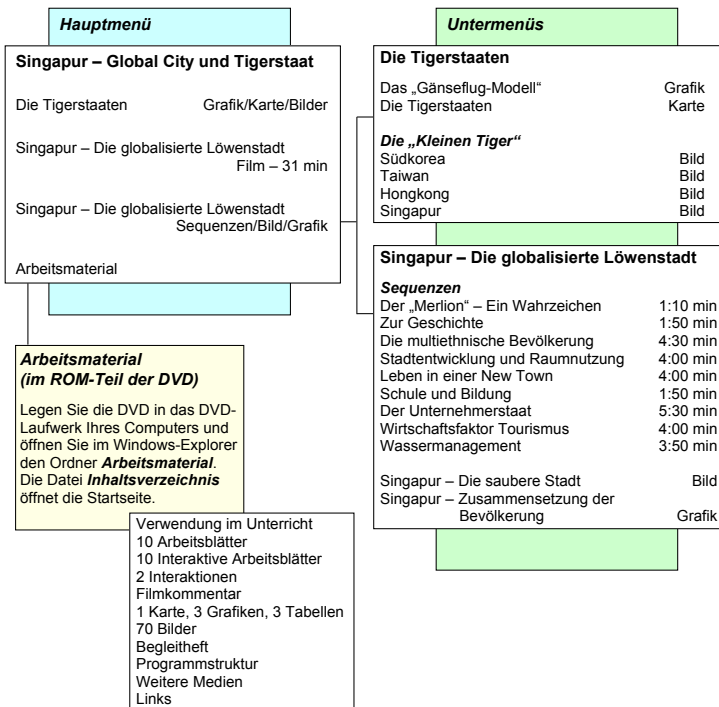 Hauptmenü
Singapur – Global City und Tigerstaat
Die Tigerstaaten Grafik/Karte/Bilder
Singapur – Die globalisierte Löwenstadt
Film – 31 min
Singapur – Die globalisierte Löwenstadt
Sequenzen/Bild/Grafik
Arbeitsmaterial
Arbeitsmaterial
(im ROM-Teil der DVD)
Legen Sie die DVD in das DVD-
Laufwerk Ihres Computers und
öffnen Sie im Windows-Explorer
den Ordner Arbeitsmaterial.
Die Datei Inhaltsverzeichnis
öffnet die Startseite.
Verwendung im Unterricht
10 Arbeitsblätter
10 Interaktive Arbeitsblätter
2 Interaktionen
Filmkommentar
1 Karte, 3 Grafiken, 3 Tabellen
70 Bilder
Begleitheft
Programmstruktur
Weitere Medien
Links
Untermenüs
Die Tigerstaaten
Das „Gänseflug-Modell“ Grafik
Die Tigerstaaten Karte
Die „Kleinen Tiger“
Südkorea Bild
Taiwan Bild
Hongkong Bild
Singapur Bild
Singapur – Die globalisierte Löwenstadt
Sequenzen
Der „Merlion“ – Ein Wahrzeichen 1:10 min
Zur Geschichte 1:50 min
Die multiethnische Bevölkerung 4:30 min
Stadtentwicklung und Raumnutzung 4:00 min
Leben in einer New Town 4:00 min
Schule und Bildung 1:50 min
Der Unternehmerstaat 5:30 min
Wirtschaftsfaktor Tourismus 4:00 min
Wassermanagement 3:50 min
Singapur – Die saubere Stadt Bild
Singapur – Zusammensetzung der
Bevölkerung Grafik